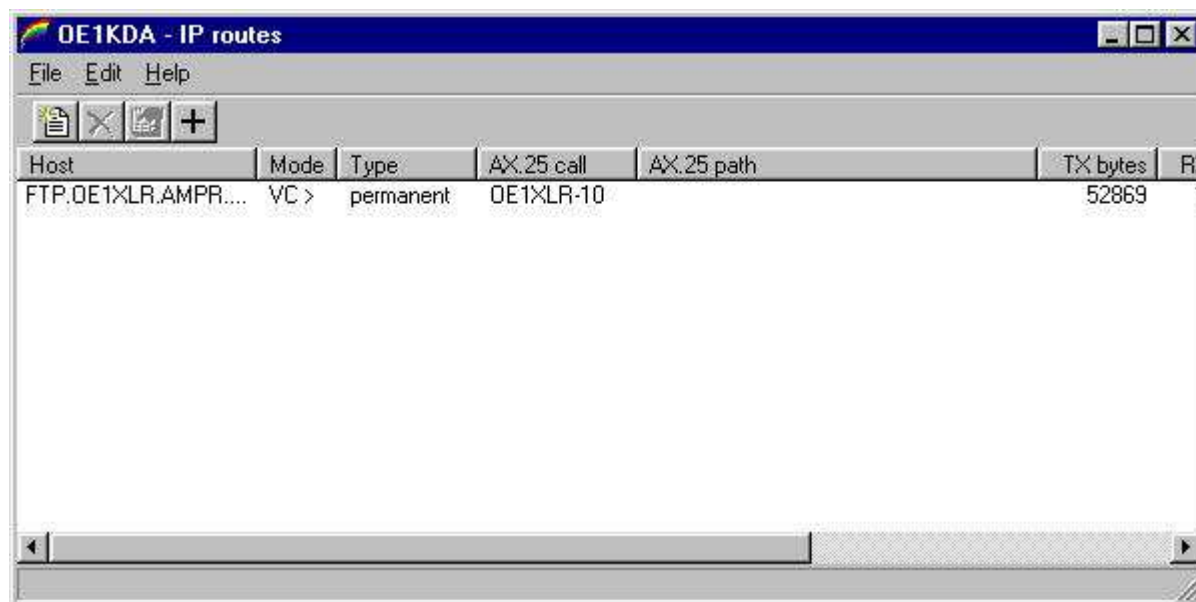 OE1KDA - IP routes
File Edit Help
Host Mode Type AX.25 call AX.25 path TX bytes R
FTP.OE1XLR.AMPR.... VC > permanent OE1XLR-10 52869